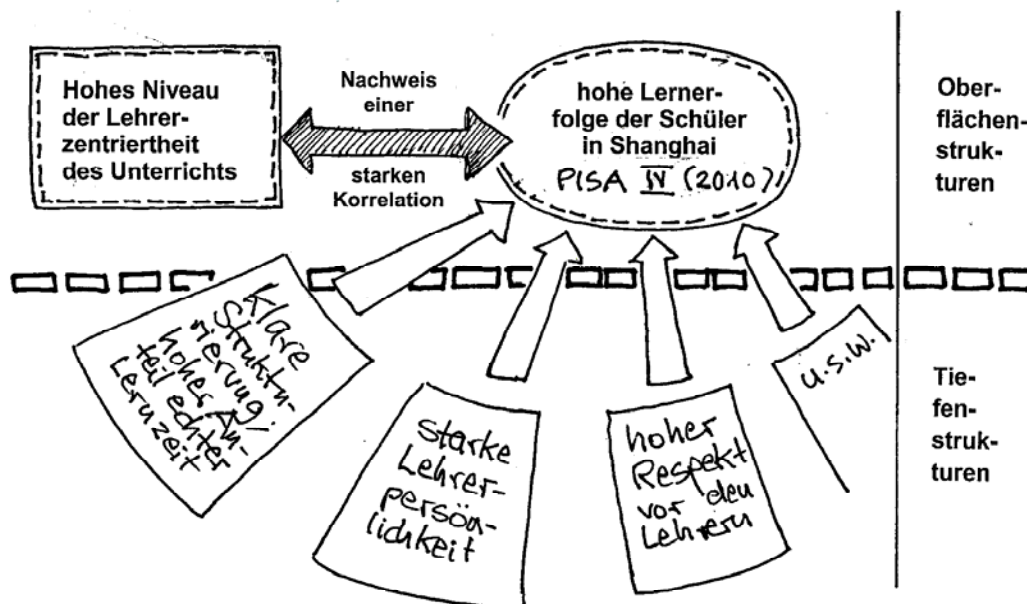 Hohes Niveau
der Lehrer-
zentriertheit
des Unterrichts
Nachweis
einer
starken
Korrelation
hohe Lerner-
folge der Schüler
in Shanghai
PISA IV (2010)
Ober-
flächen-
struk-
turen
Klare
Struktu-
rierung,
hoher An-
teil echter
Lernzeit
starke
Lehrer-
persön-
lichkeit
hoher
Respekt
vor den
Lehrern
u.s.w.
Tie-
fen-
struk-
turen